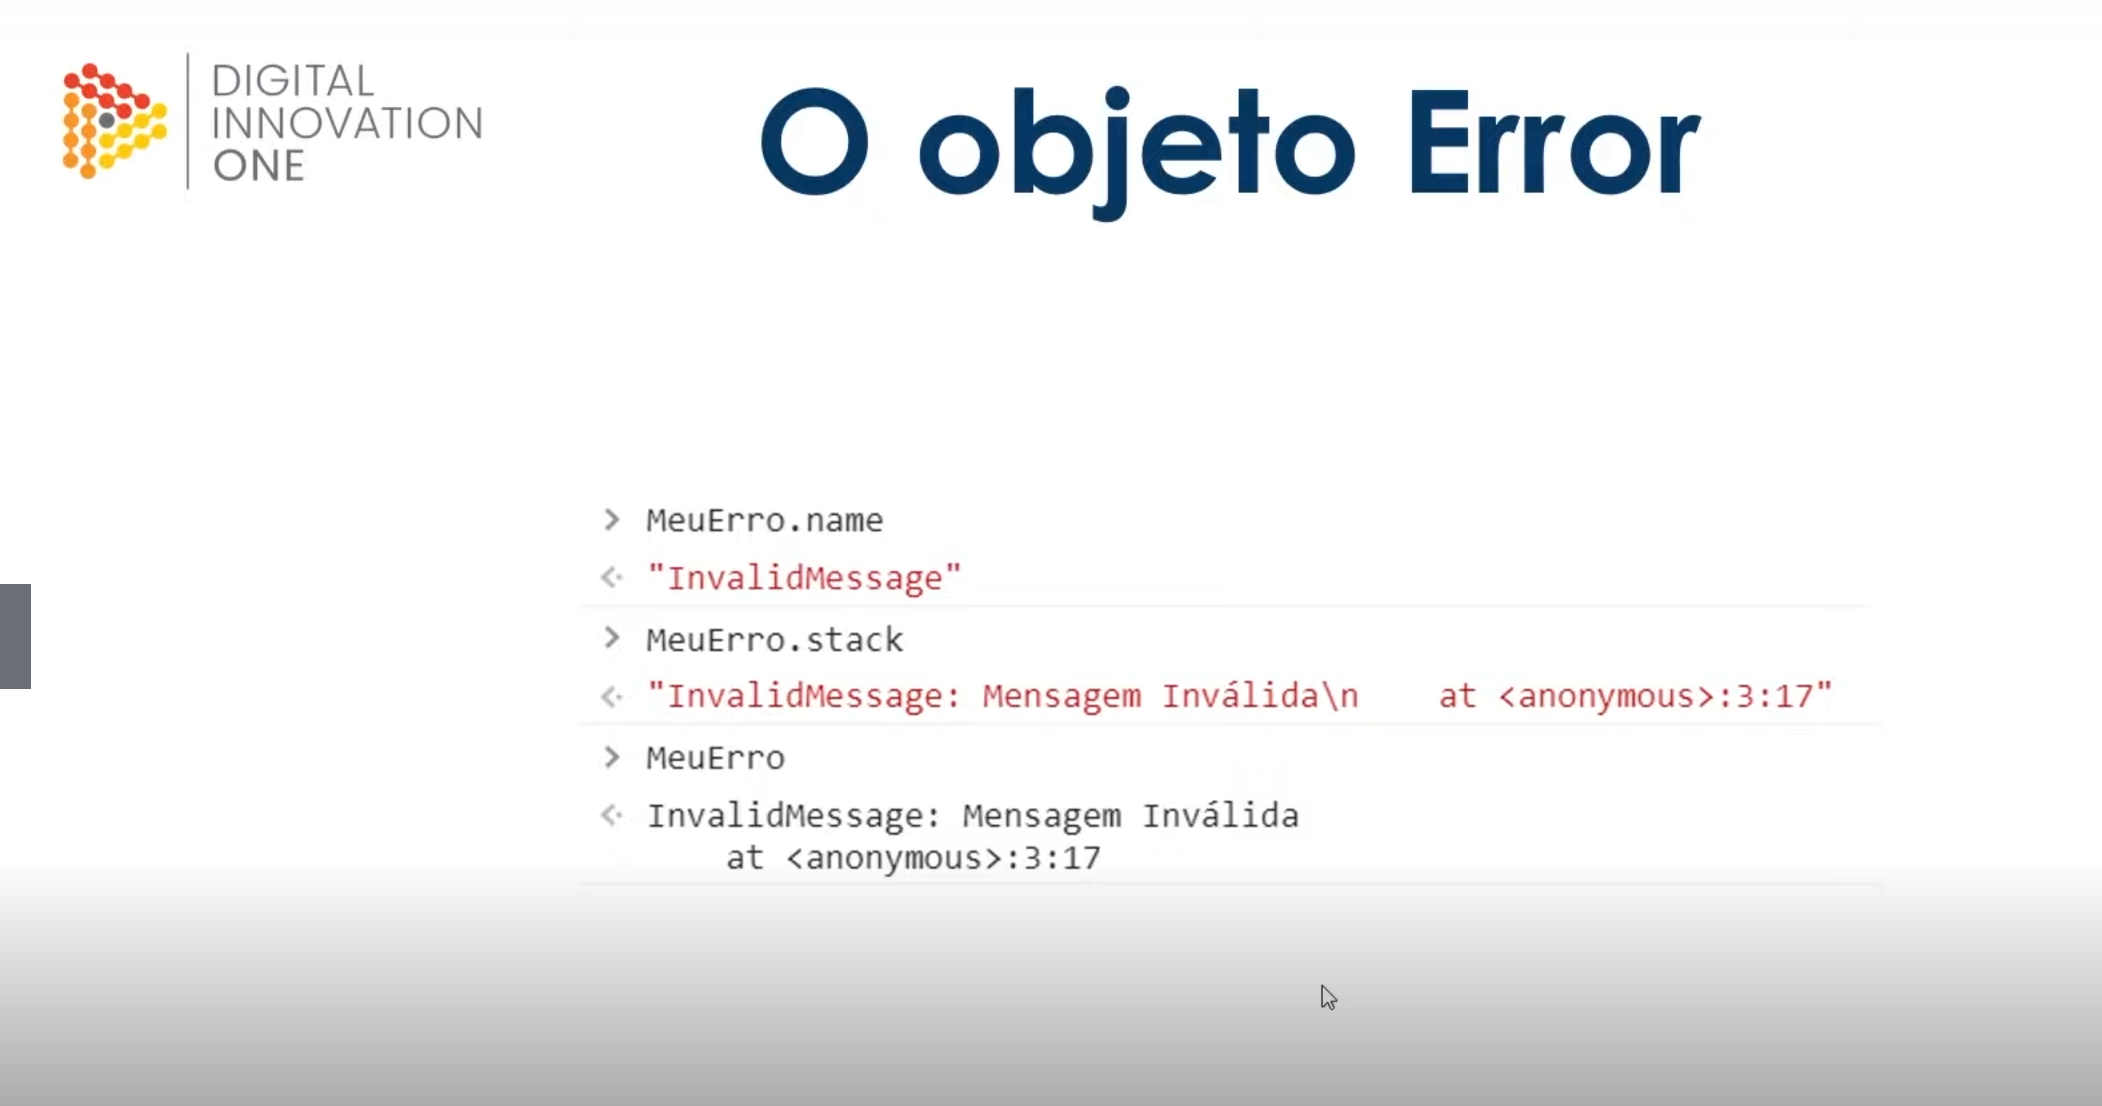 DIGITAL
INNOVATION
ONE
O objeto Error
> MeuErro.name
<· "InvalidMessage"
> MeuErro.stack
<· "InvalidMessage: Mensagem Inválida\n    at <anonymous>:3:17"
> MeuErro
<· InvalidMessage: Mensagem Inválida
at <anonymous>:3:17